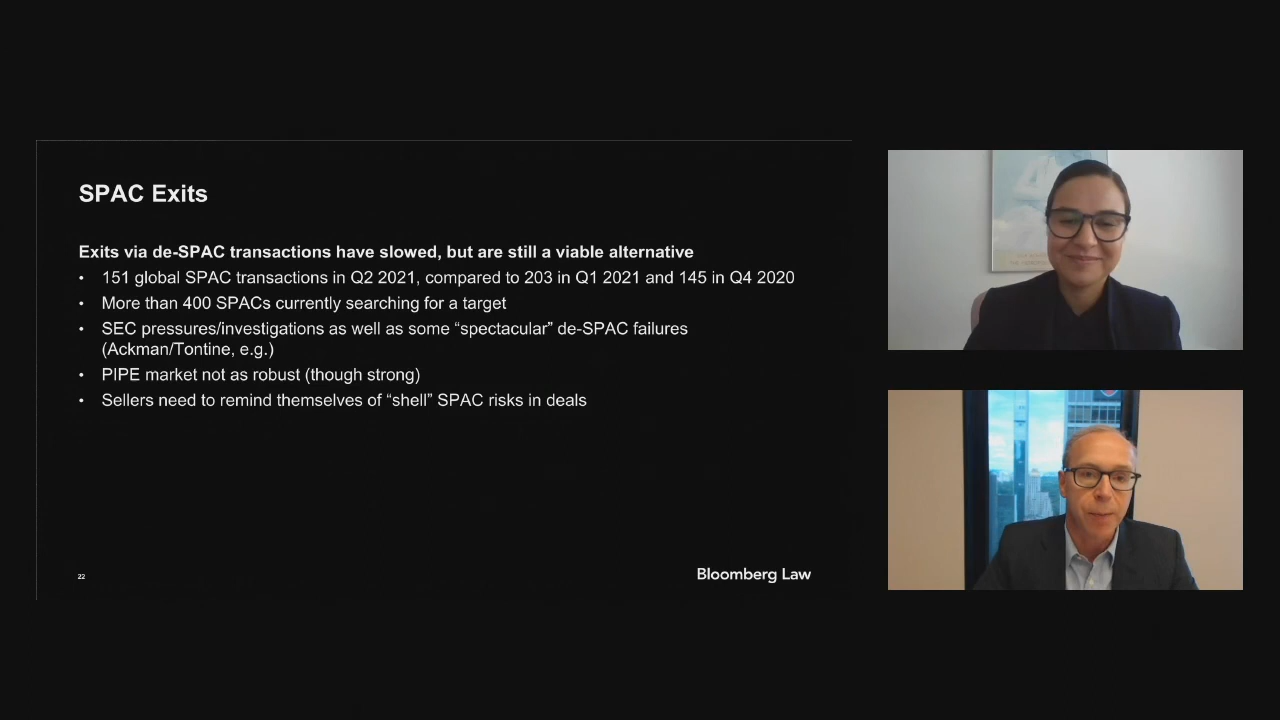 SPAC Exits
Exits via de-SPAC transactions have slowed, but are still a viable alternative
• 151 global SPAC transactions in Q2 2021, compared to 203 in Q1 2021 and 145 in Q4 2020
• More than 400 SPACs currently searching for a target
• SEC pressures/investigations as well as some “spectacular” de-SPAC failures
(Ackman/Tontine, e.g.)
• PIPE market not as robust (though strong)
• Sellers need to remind themselves of “shell” SPAC risks in deals
22
Bloomberg Law